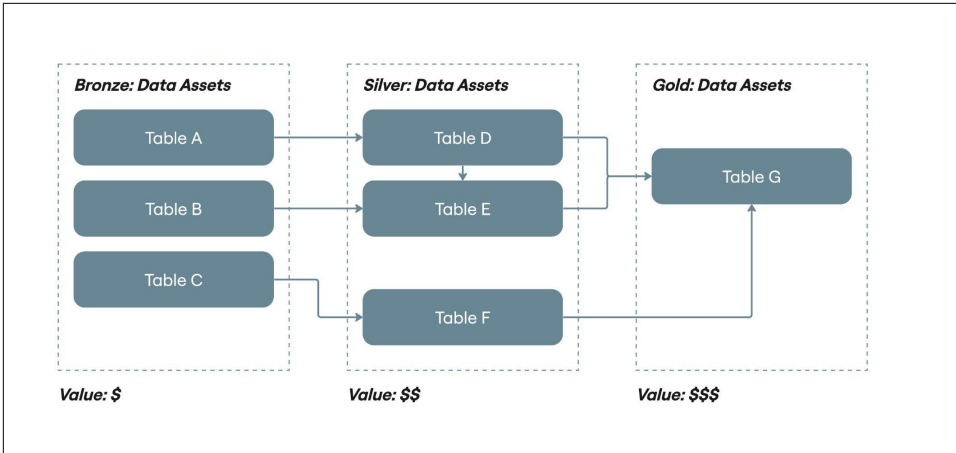 Bronze: Data Assets
Table A
Table B
Table C
Value: $
Silver: Data Assets
Table D
Table E
Table F
Value: $$
Gold: Data Assets
Table G
Value: $$$